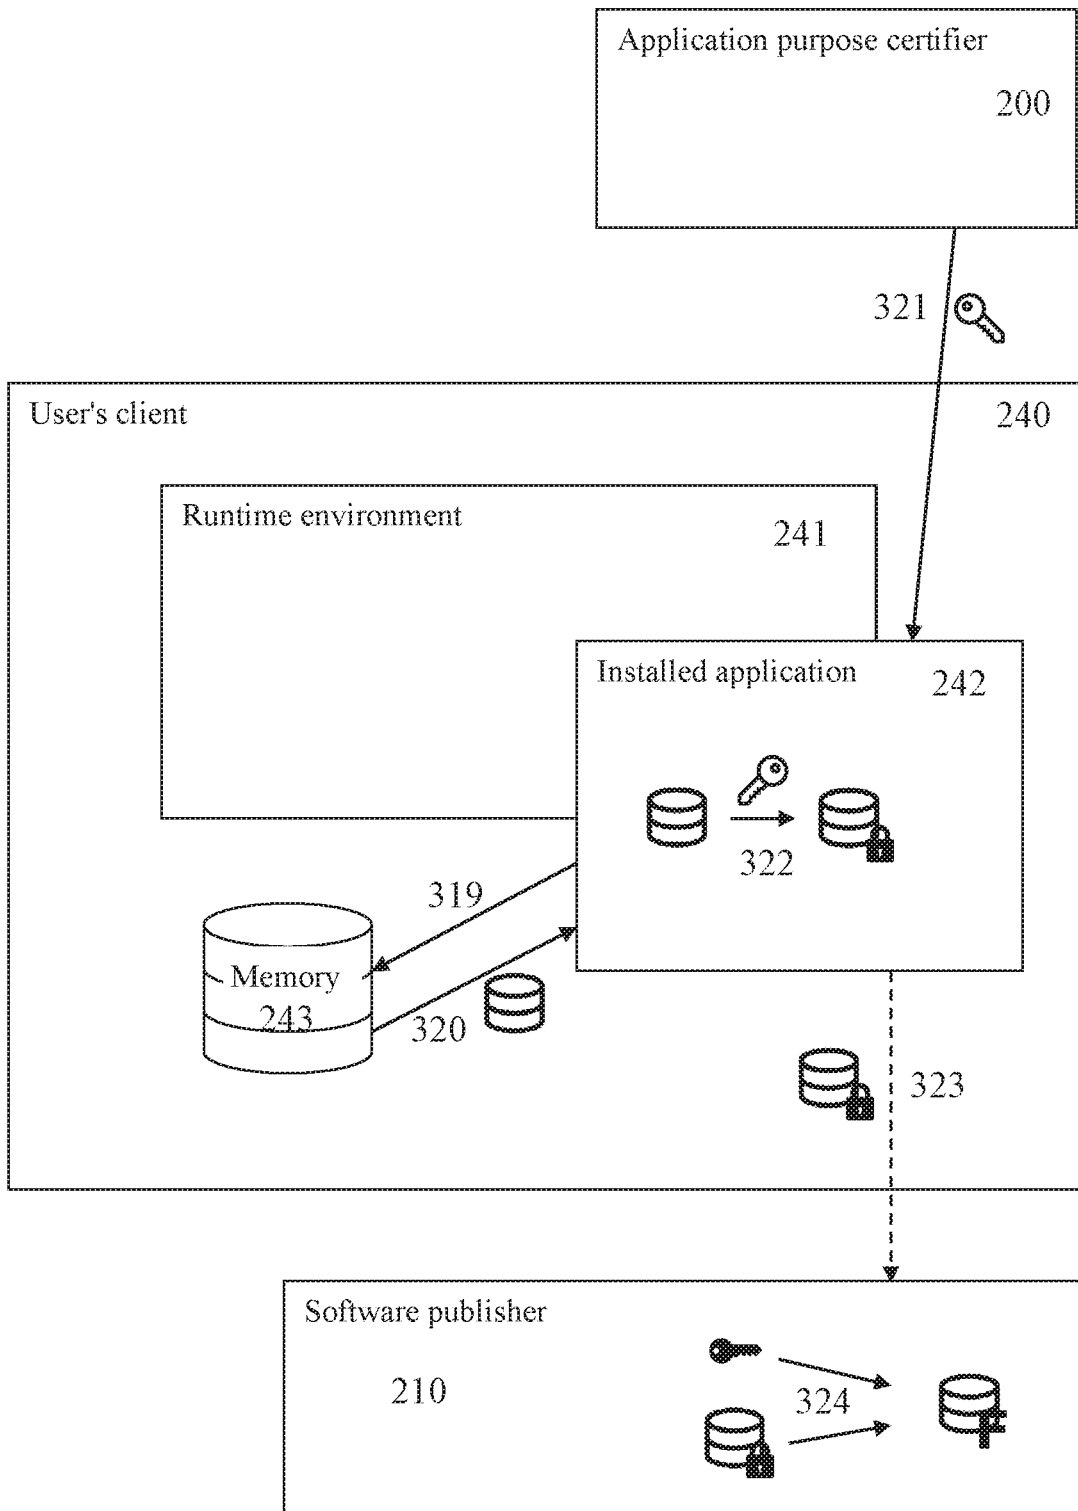 Application purpose certifier
200
321
User's client
240
Runtime environment
241
Installed application
242
322
319
Memory
243
320
323
Software publisher
210
324